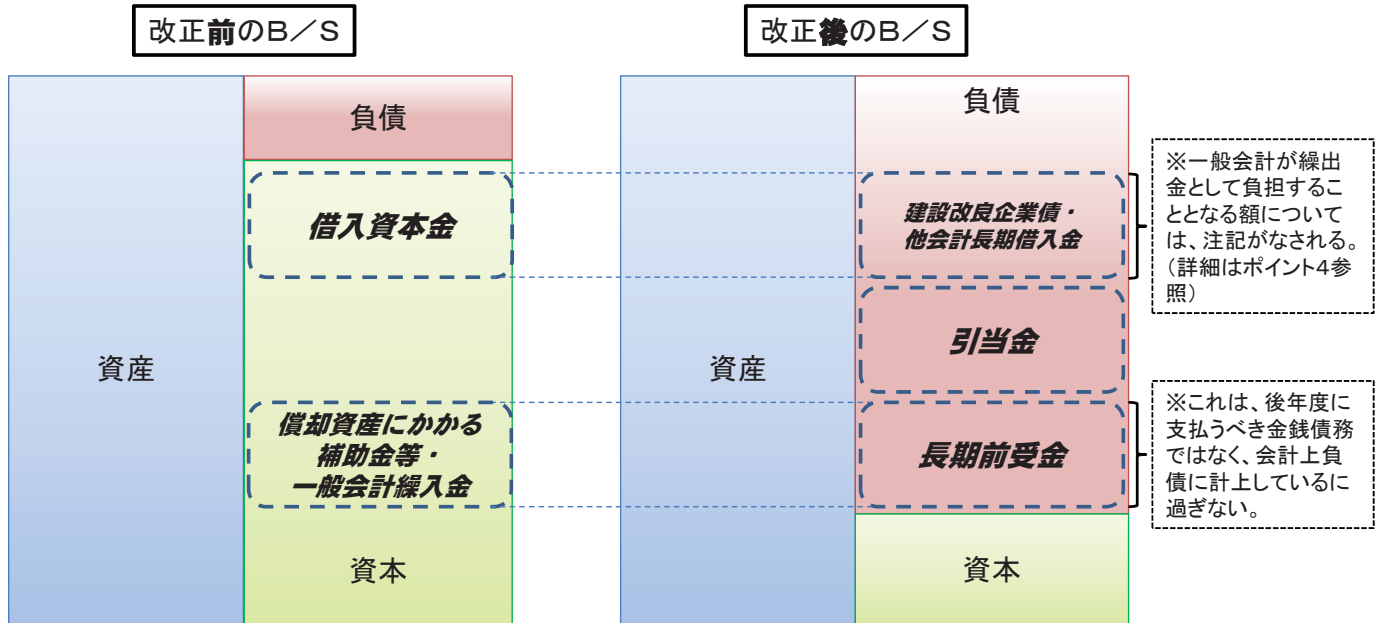 改正前のB／S
資産
負債
借入資本金
償却資産にかかる
補助金等・
一般会計繰入金
資本
改正後のB／S
資産
負債
建設改良企業債・
他会計長期借入金
引当金
長期前受金
資本
※一般会計が繰出
金として負担するこ
ととなる額について
は、注記がなされる。
（詳細はポイント４参
照）
※これは、後年度に
支払うべき金銭債務
ではなく、会計上負
債に計上しているに
過ぎない。